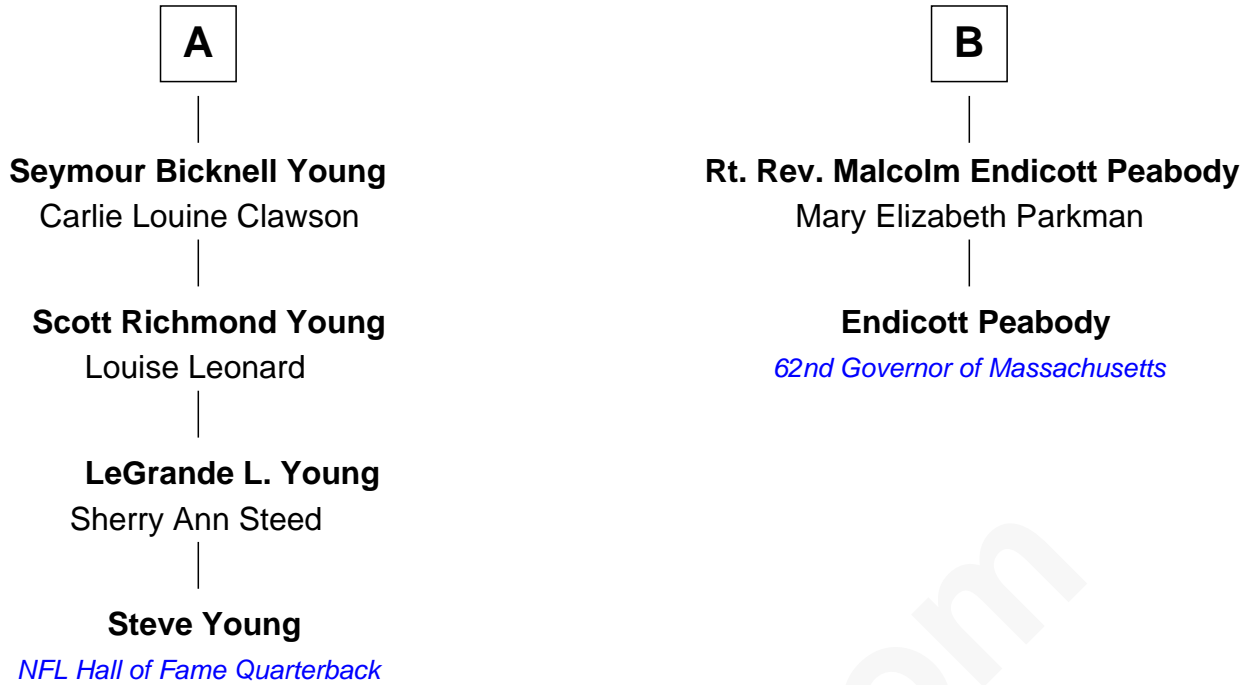 A
Seymour Bicknell Young
Carlie Louine Clawson
Scott Richmond Young
Louise Leonard
LeGrande L. Young
Sherry Ann Steed
Steve Young
NFL Hall of Fame Quarterback
B
Rt. Rev. Malcolm Endicott Peabody
Mary Elizabeth Parkman
Endicott Peabody
62nd Governor of Massachusetts
om